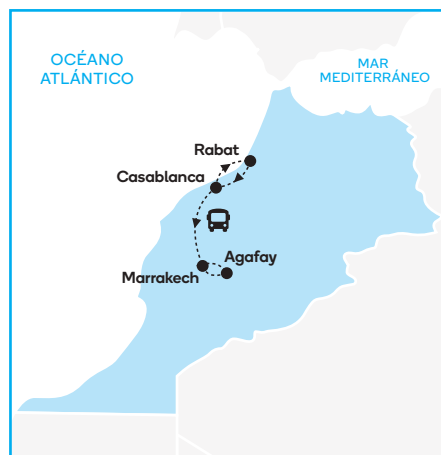 OCÉANO
ATLÁNTICO
MAR
MEDITERRÁNEO
Rabat
Casablanca
Agafay
Marrakech